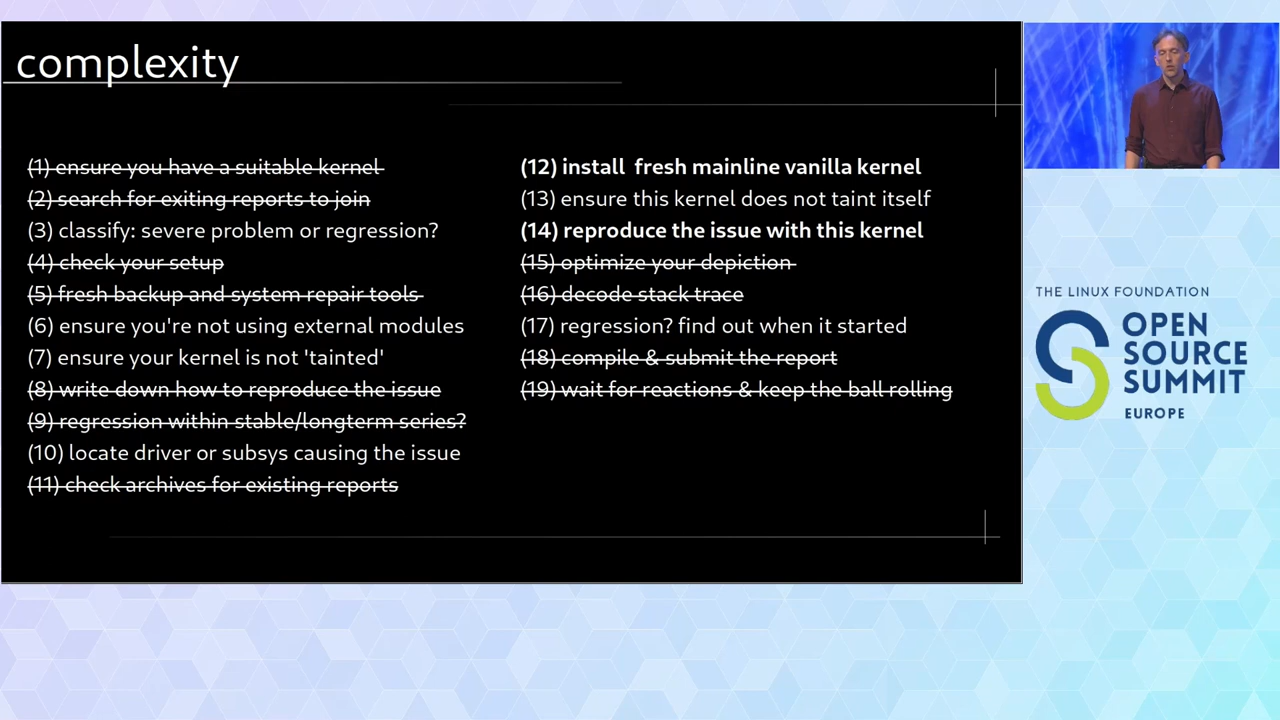 complexity
(1) ensure you have a suitable kernel
(2) search for exiting reports to join
(3) classify: severe problem or regression?
(4) check your setup
(5) fresh backup and system repair tools
(6) ensure you're not using external modules
(7) ensure your kernel is not 'tainted'
(8) write down how to reproduce the issue
(9) regression within stable/longterm series?
(10) locate driver or subsys causing the issue
(11) check archives for existing reports
(12) install fresh mainline vanilla kernel
(13) ensure this kernel does not taint itself
(14) reproduce the issue with this kernel
(15) optimize your depiction
(16) decode stack trace
(17) regression? find out when it started
(18) compile & submit the report
(19) wait for reactions & keep the ball rolling
THE LINUX FOUNDATION
OPEN
SOURCE
SUMMIT
EUROPE